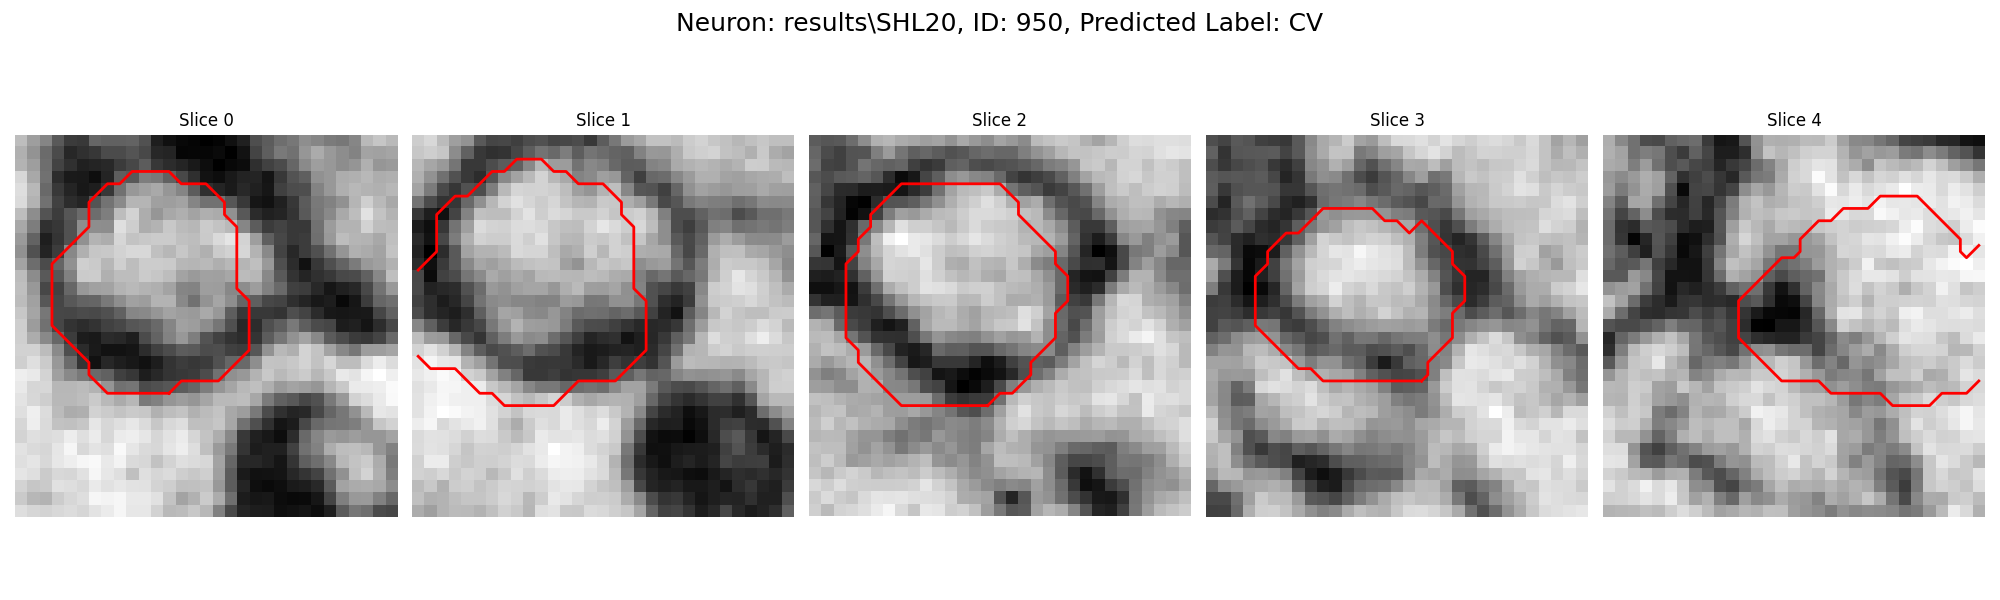 Neuron: results\SHL20, ID: 950, Predicted Label: CV
Slice 0
Slice 1
Slice 2
Slice 3
Slice 4